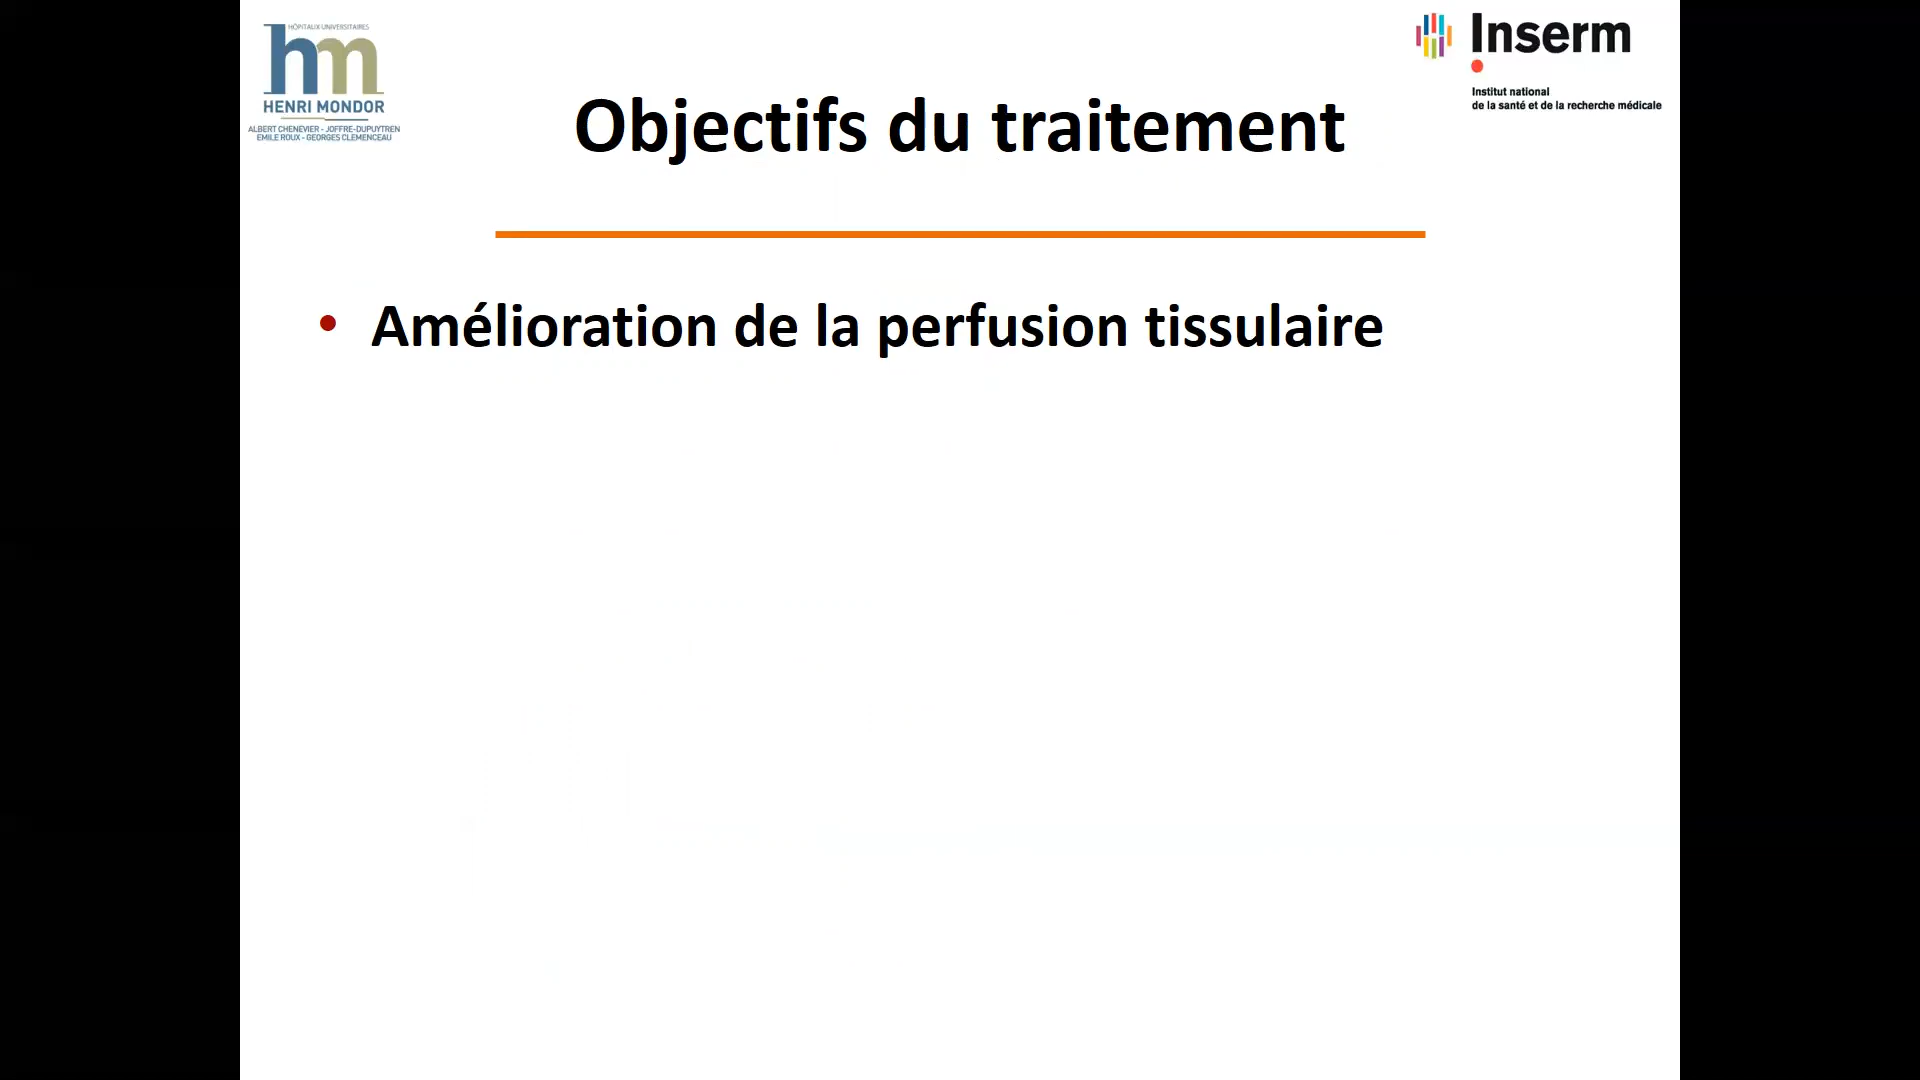 HÔPITAUX UNIVERSITAIRES
hm
HENRI MONDOR
ALBERT CHENEVIER - JOFFRE-DUPUYTREN
EMILE ROUX - GEORGES CLEMENCEAU
Inserm
Institut national
de la santé et de la recherche médicale
Objectifs du traitement
• Amélioration de la perfusion tissulaire